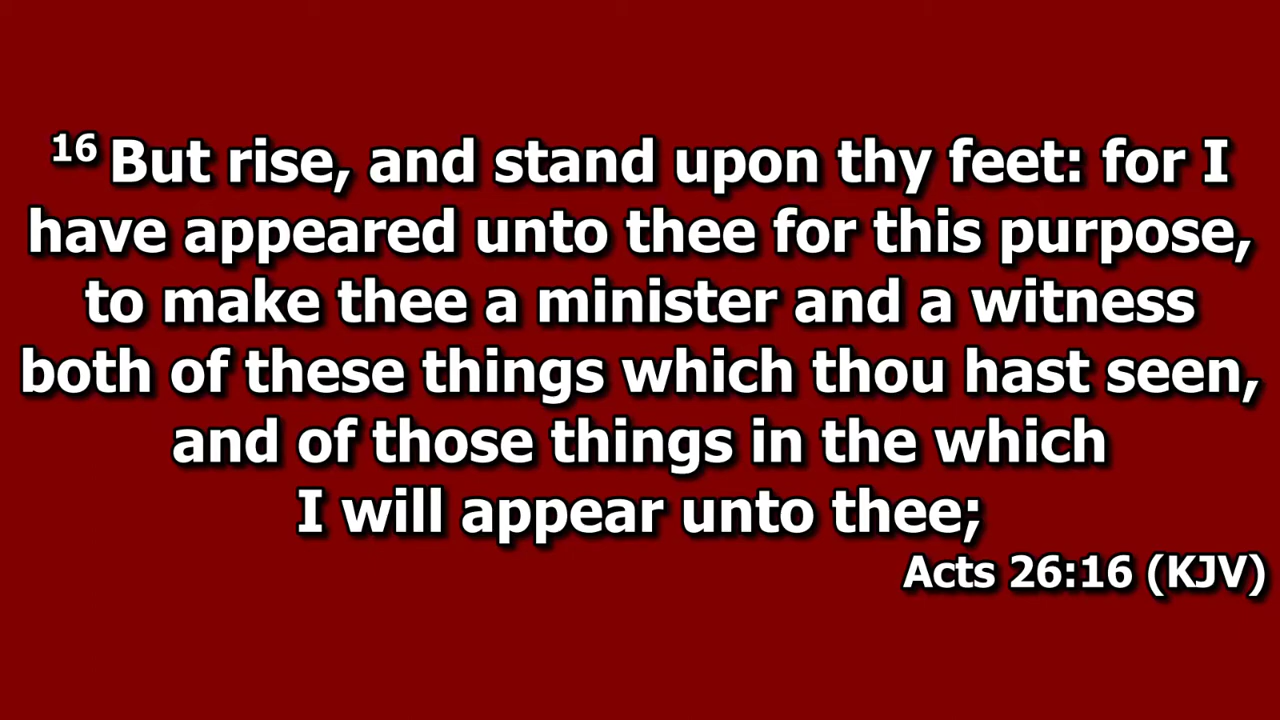 16 But rise, and stand upon thy feet: for I
have appeared unto thee for this purpose,
to make thee a minister and a witness
both of these things which thou hast seen,
and of those things in the which
I will appear unto thee;
Acts 26:16 (KJV)